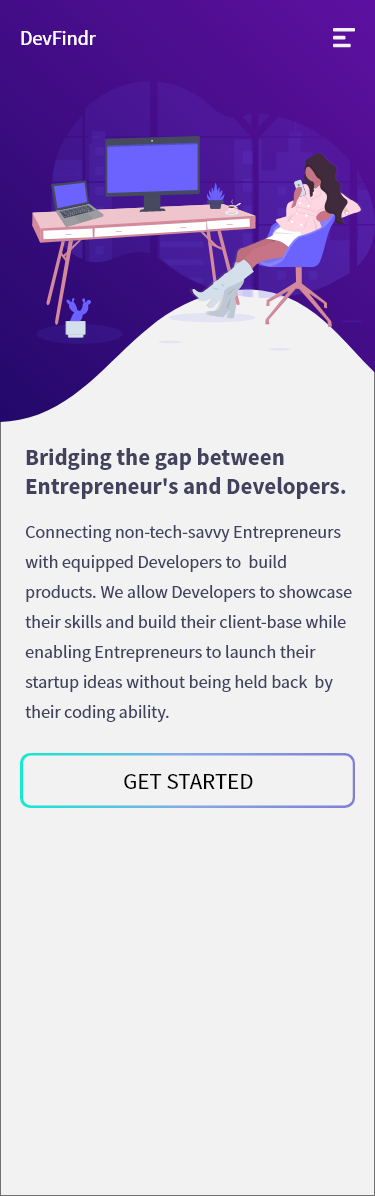 DevFindr
Bridging the gap between
Entrepreneur's and Developers.
Connecting non-tech-savvy Entrepreneurs
with equipped Developers to  build
products. We allow Developers to showcase
their skills and build their client-base while
enabling Entrepreneurs to launch their
startup ideas without being held back  by
their coding ability.
GET STARTED